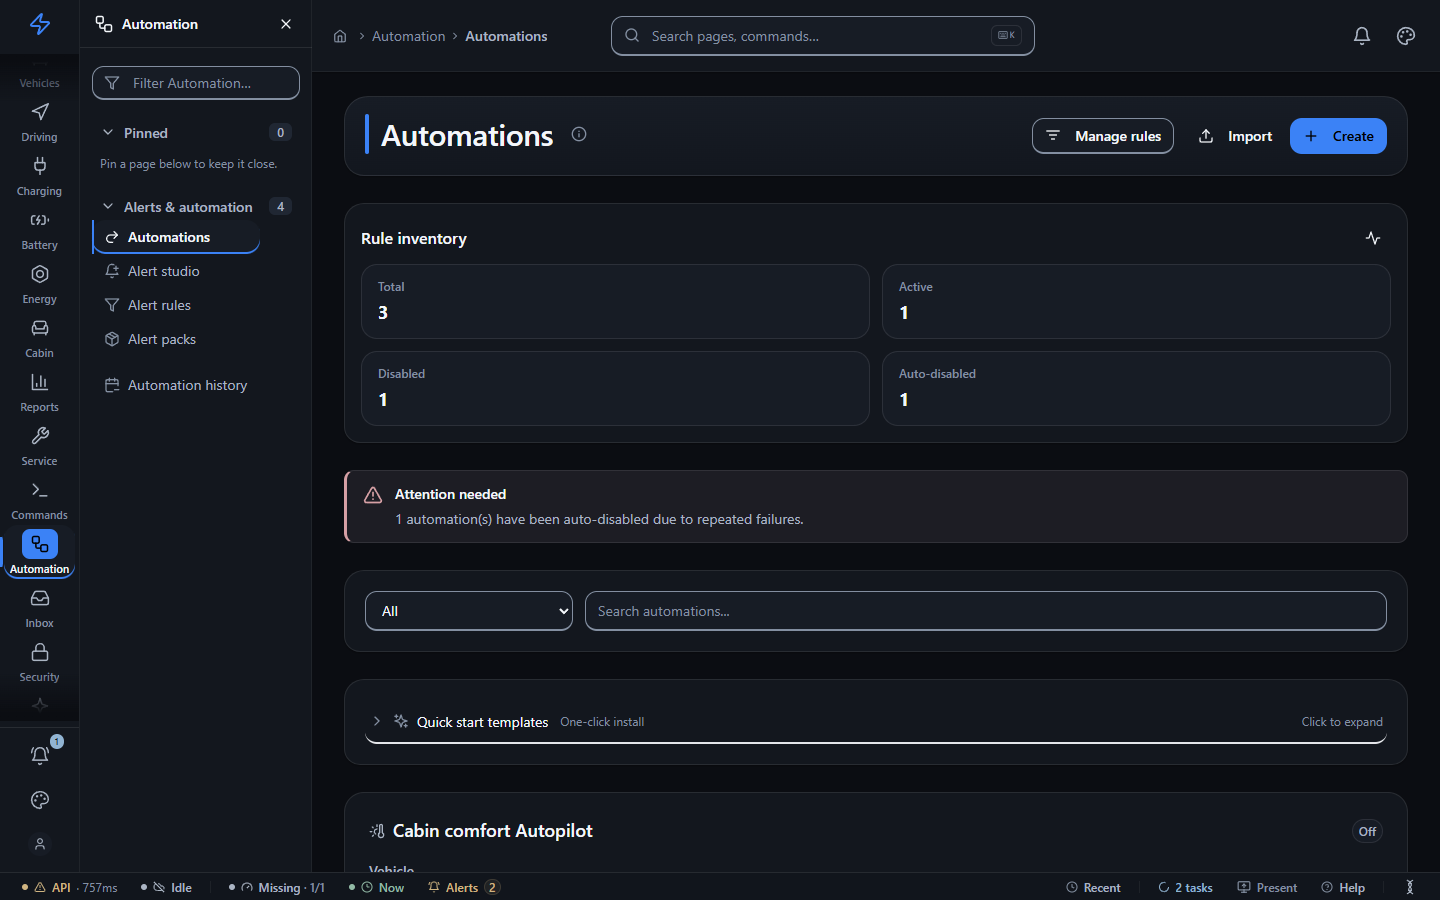 Automation
Automation
Automations
Search pages, commands...
K
Vehicles
Driving
Charging
Battery
Energy
Cabin
Reports
Service
Commands
Automation
Inbox
Security
1
Filter Automation...
Pinned
0
Pin a page below to keep it close.
Alerts & automation
4
Automations
Alert studio
Alert rules
Alert packs
Automation history
Automations
Manage rules
Import
Create
Rule inventory
Total
3
Active
1
Disabled
1
Auto-disabled
1
Attention needed
1 automation(s) have been auto-disabled due to repeated failures.
All
Search automations...
Quick start templates
One-click install
Click to expand
Cabin comfort Autopilot
Off
Vehicle
API · 757ms
Idle
Missing · 1/1
Now
Alerts 2
Recent
2 tasks
Present
Help